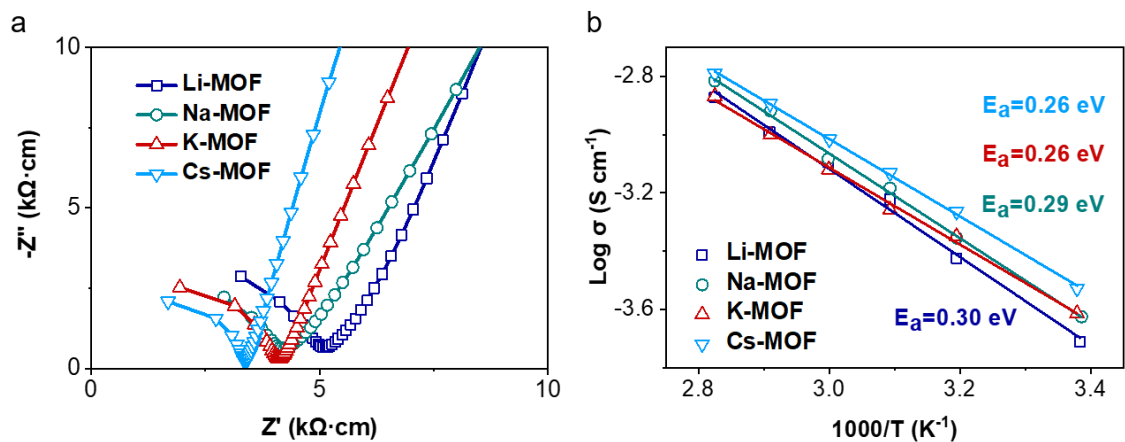 a
10
5
0
0
5
10
-Z'' (kΩ·cm)
Z' (kΩ·cm)
Li-MOF
Na-MOF
K-MOF
Cs-MOF
b
-2.8
-3.2
-3.6
2.8
3.0
3.2
3.4
Log σ (S cm⁻¹)
1000/T (K⁻¹)
Eₐ=0.26 eV
Eₐ=0.26 eV
Eₐ=0.29 eV
Eₐ=0.30 eV
Li-MOF
Na-MOF
K-MOF
Cs-MOF